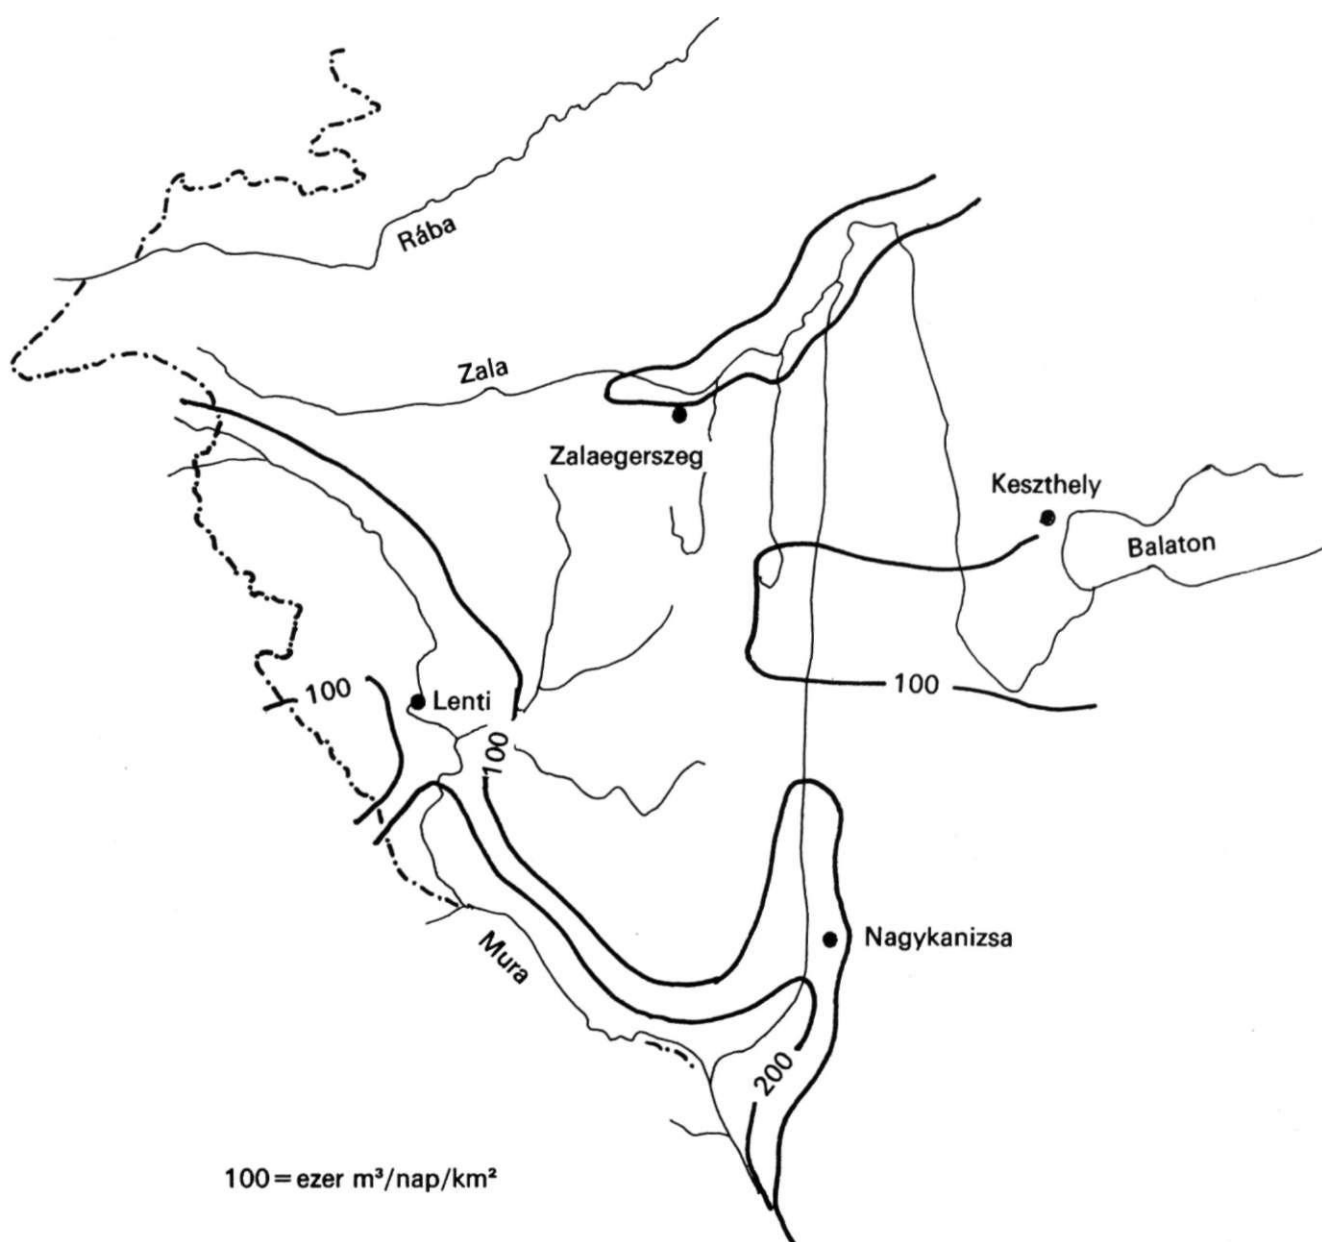 Rába
Zala
Zalaegerszeg
Keszthely
Balaton
100
Lenti
100
100
Nagykanizsa
Mura
200
100=ezer m³/nap/km²